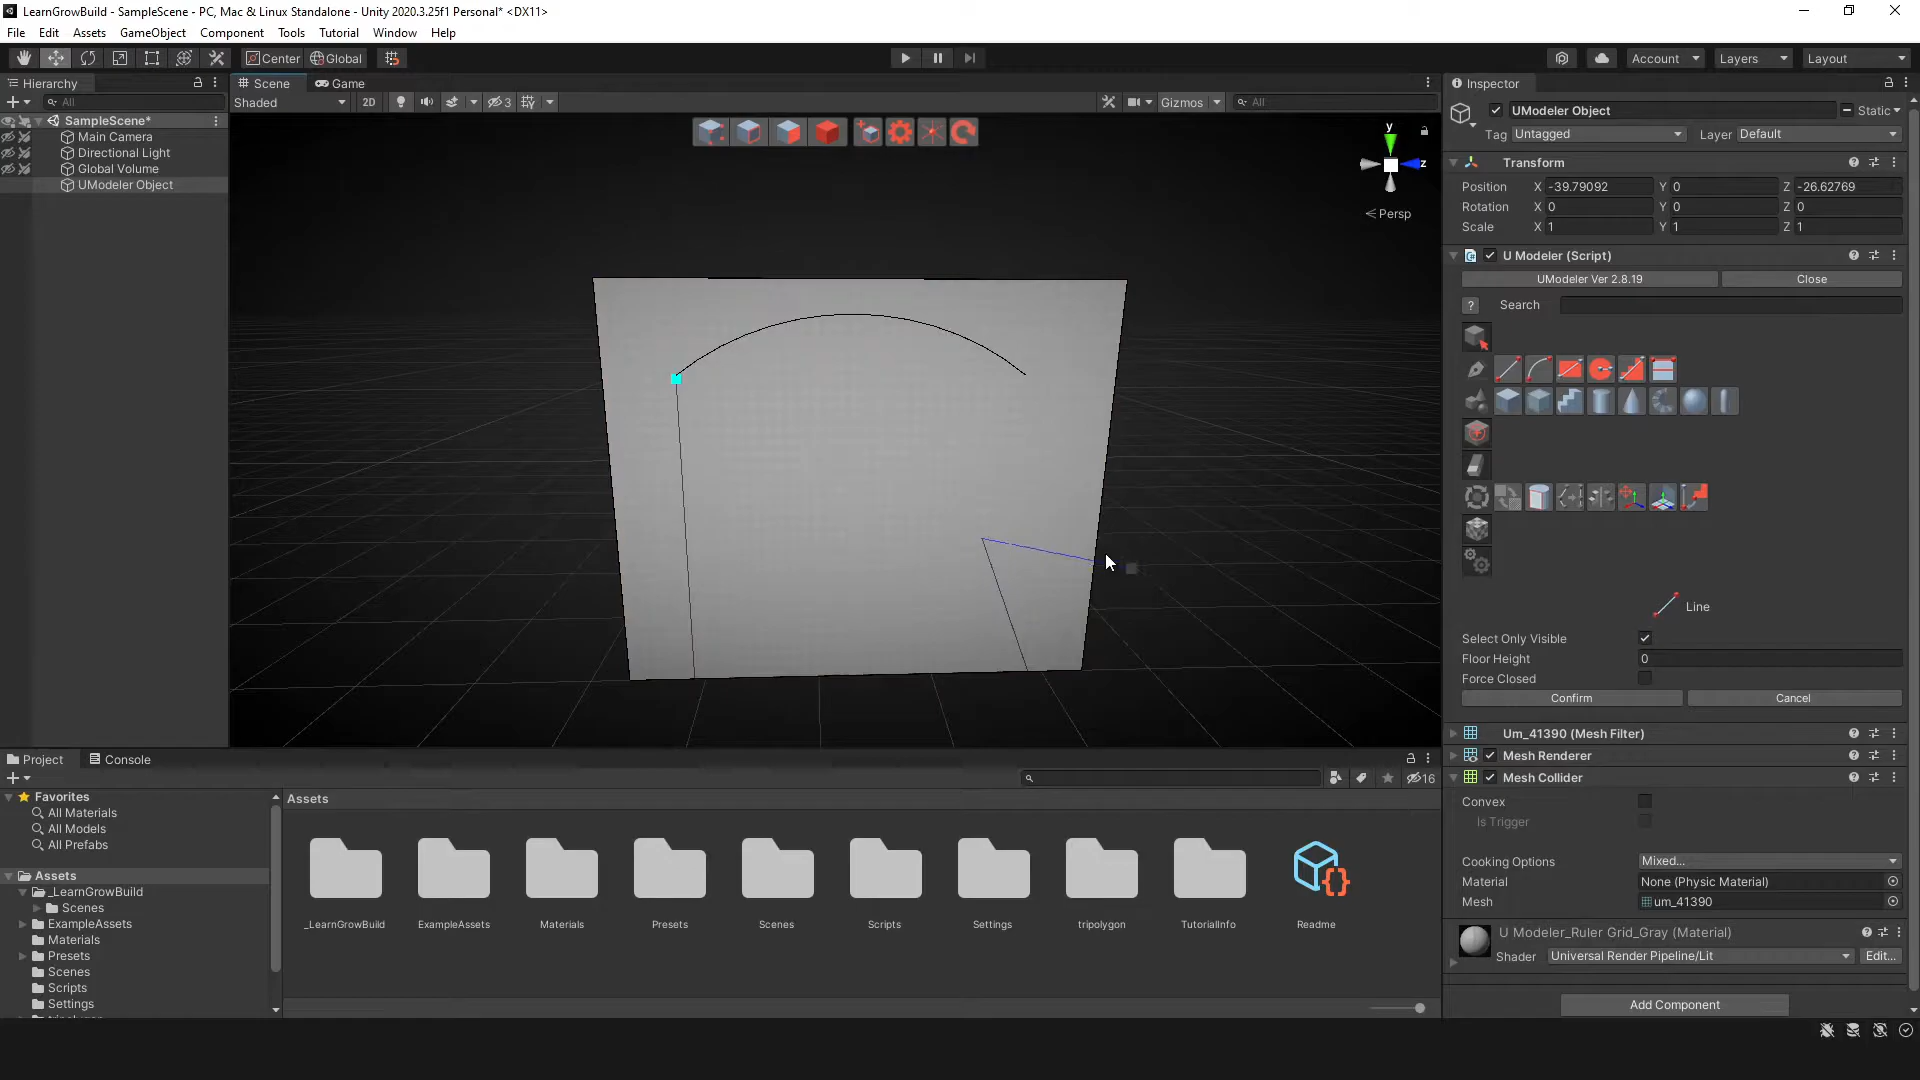 LearnGrowBuild - SampleScene - PC, Mac & Linux Standalone - Unity 2020.3.25f1 Personal* <DX11>
File Edit Assets GameObject Component Tools Tutorial Window Help
Center Global Account Layers Layout
Hierarchy
All
SampleScene*
Main Camera
Directional Light
Global Volume
UModeler Object
Scene Game
Shaded 2D 3 Gizmos All
y
z
Persp
Inspector
UModeler Object Static
Tag Untagged Layer Default
Transform
Position X -39.79092 Y 0 Z -26.62769
Rotation X 0 Y 0 Z 0
Scale X 1 Y 1 Z 1
U Modeler (Script)
UModeler Ver 2.8.19 Close
? Search
Line
Select Only Visible
Floor Height 0
Force Closed
Confirm Cancel
Um_41390 (Mesh Filter)
Mesh Renderer
Mesh Collider
Convex
Is Trigger
Cooking Options Mixed...
Material None (Physic Material)
Mesh um_41390
U Modeler_Ruler Grid_Gray (Material)
Shader Universal Render Pipeline/Lit Edit...
Add Component
Project Console
16
Favorites
All Materials
All Models
All Prefabs
Assets
_LearnGrowBuild
Scenes
ExampleAssets
Materials
Presets
Scenes
Scripts
Settings
Assets
_LearnGrowBuild ExampleAssets Materials Presets Scenes Scripts Settings tripolygon TutorialInfo Readme